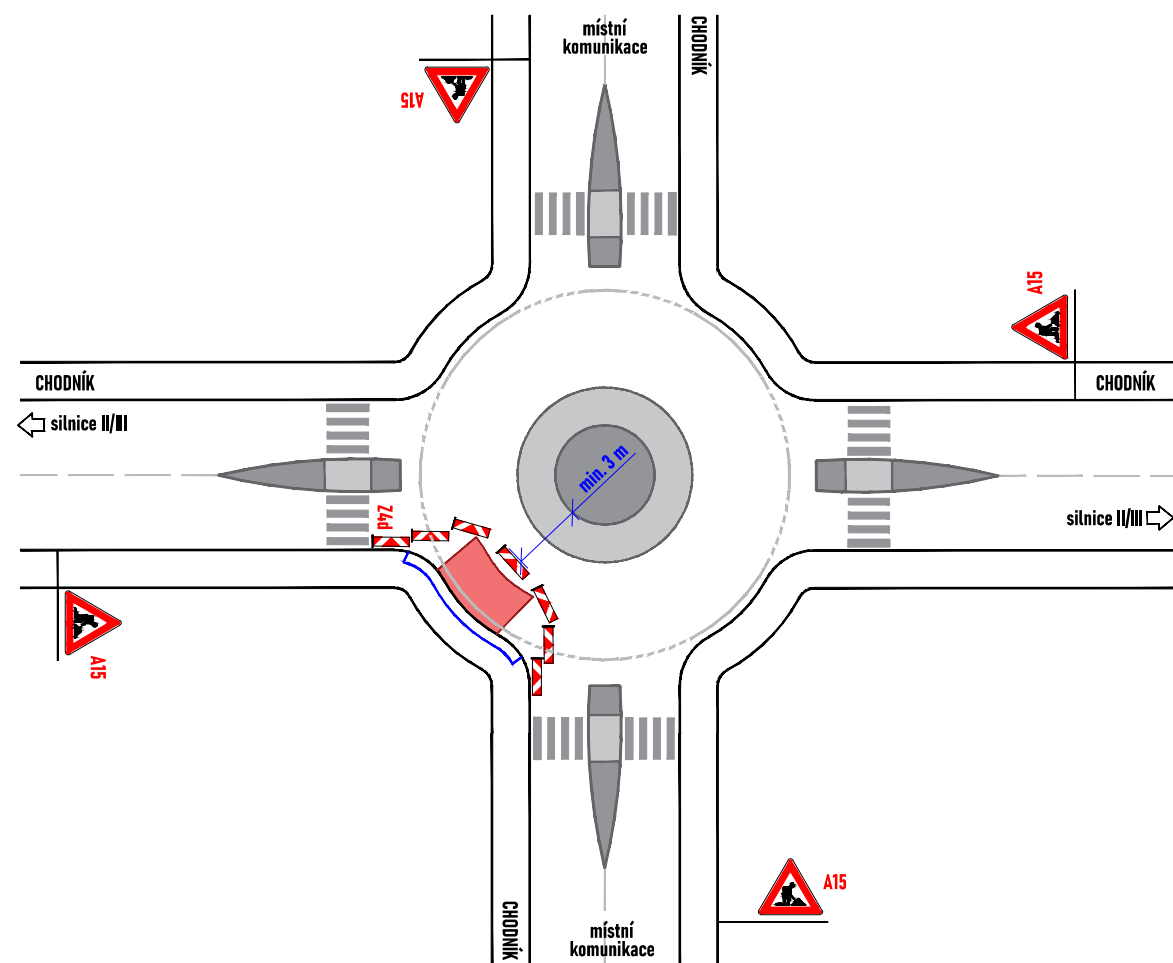 místní
komunikace
CHODNÍK
A15
A15
CHODNÍK
CHODNÍK
silnice II/III
min. 3 m
Z4d
silnice II/III
A15
A15
CHODNÍK
místní
komunikace